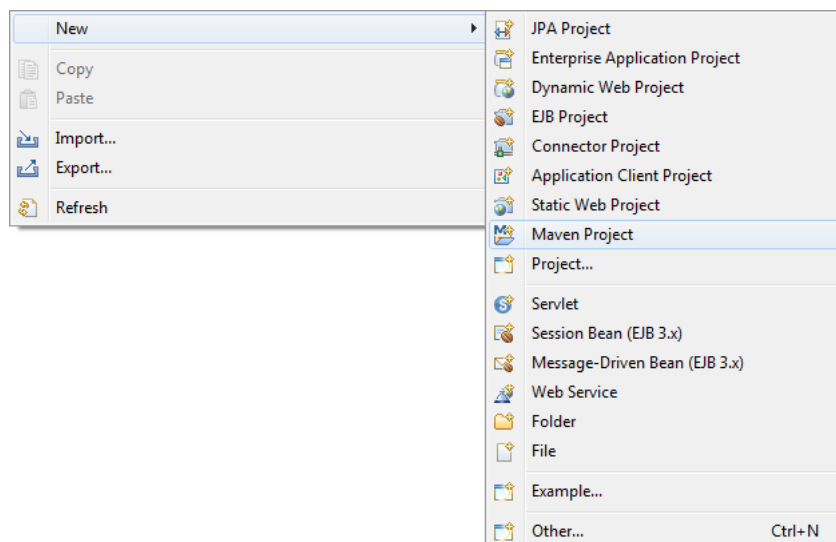 New
Copy
Paste
Import...
Export...
Refresh
JPA Project
Enterprise Application Project
Dynamic Web Project
EJB Project
Connector Project
Application Client Project
Static Web Project
Maven Project
Project...
Servlet
Session Bean (EJB 3.x)
Message-Driven Bean (EJB 3.x)
Web Service
Folder
File
Example...
Other... Ctrl+N